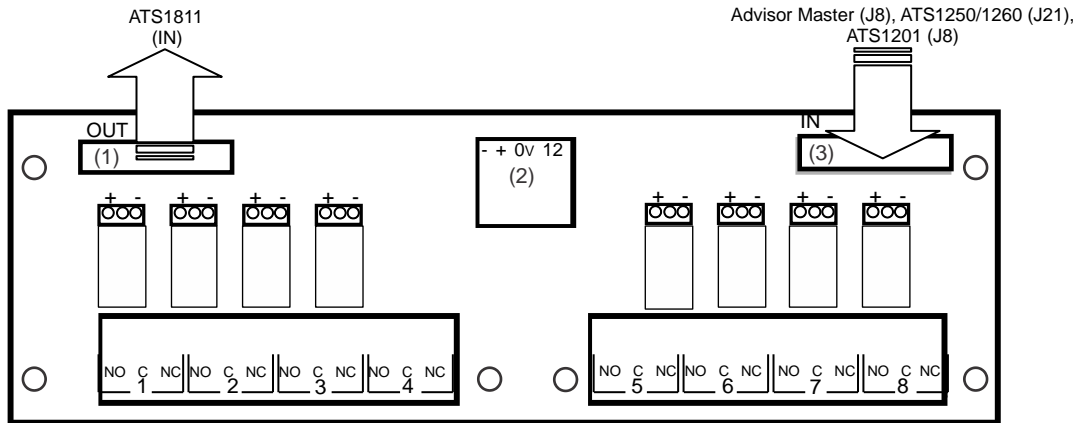 ATS1811
(IN)
Advisor Master (J8), ATS1250/1260 (J21),
ATS1201 (J8)
OUT
(1)
- + 0V 12
(2)
IN
(3)
+ - + - + - + -
+ - + - + - + -
NO C NC NO C NC NO C NC NO C NC
1 2 3 4
NO C NC NO C NC NO C NC NO C NC
5 6 7 8